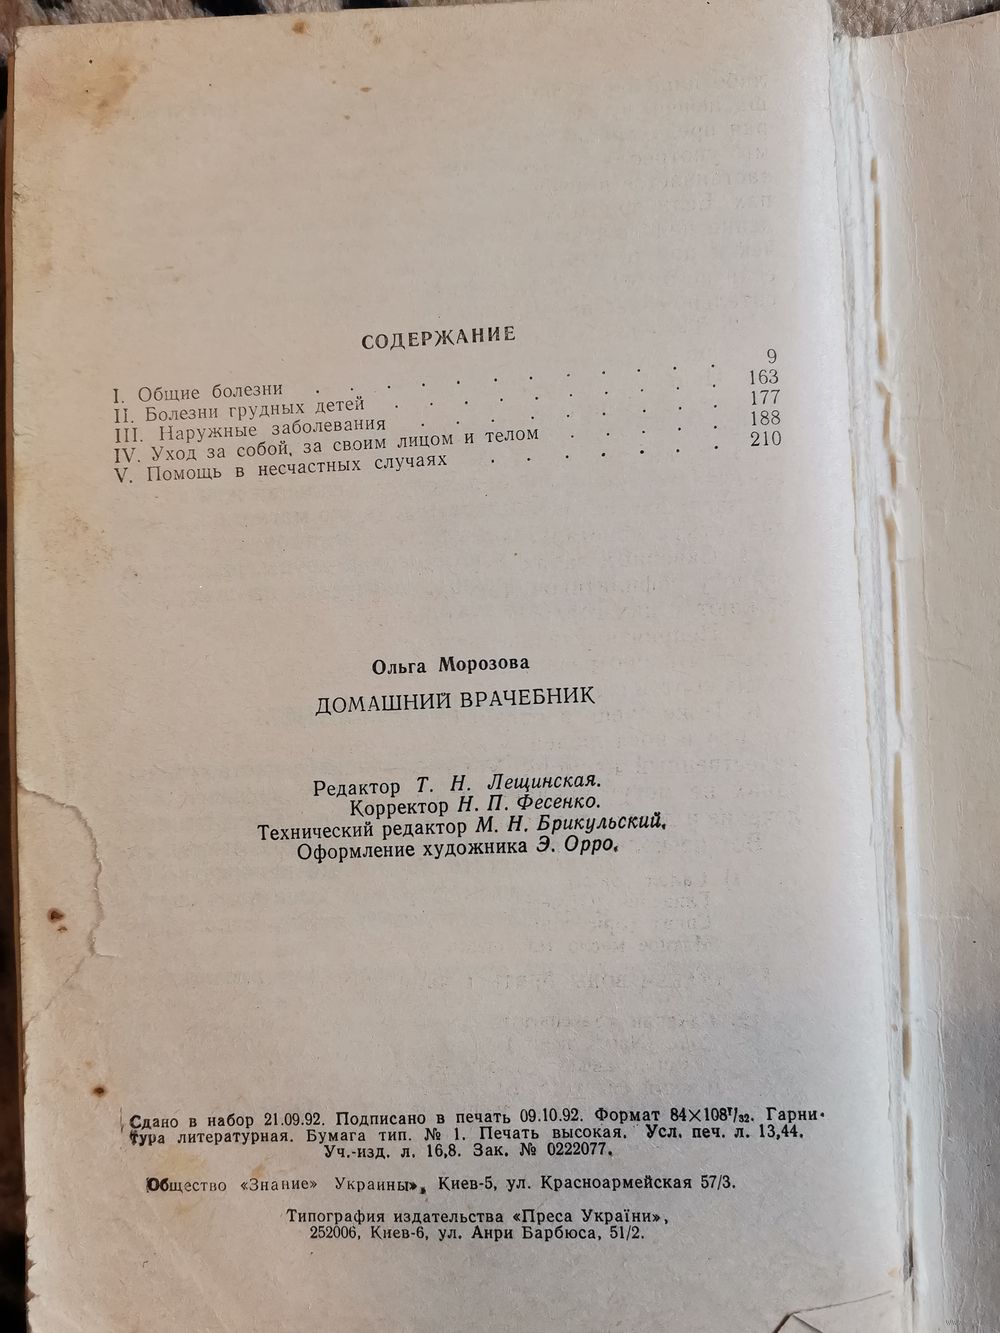 СОДЕРЖАНИЕ
I. Общие болезни . . . . . . . . . . . . 9
II. Болезни грудных детей . . . . . . . . . . 163
III. Наружные заболевания . . . . . . . . . 177
IV. Уход за собой, за своим лицом и телом . . . . . 188
V. Помощь в несчастных случаях . . . . . . . 210
Ольга Морозова
ДОМАШНИЙ ВРАЧЕБНИК
Редактор Т. Н. Лещинская.
Корректор Н. П. Фесенко.
Технический редактор М. Н. Брикульский.
Оформление художника Э. Орро.
Сдано в набор 21.09.92. Подписано в печать 09.10.92. Формат 84×108¹/₃₂. Гарни-
тура литературная. Бумага тип. № 1. Печать высокая. Усл. печ. л. 13,44.
Уч.-изд. л. 16,8. Зак. № 0222077.
Общество «Знание» Украины», Киев-5, ул. Красноармейская 57/3.
Типография издательства «Преса України»,
252006, Киев-6, ул. Анри Барбюса, 51/2.